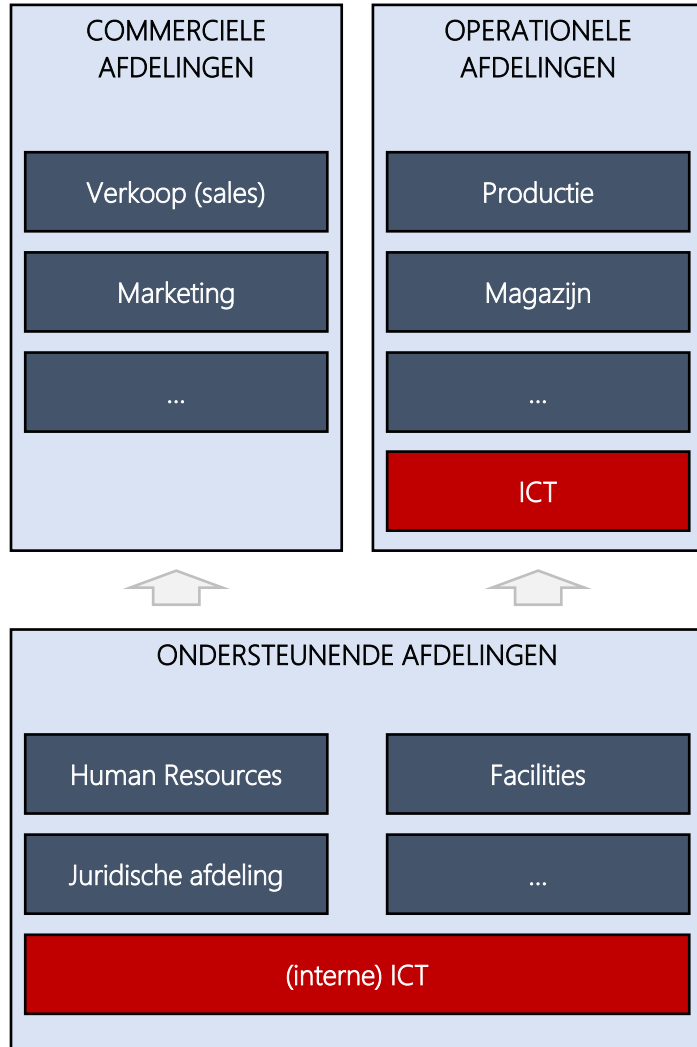 COMMERCIELE
AFDELINGEN
Verkoop (sales)
Marketing
...
OPERATIONELE
AFDELINGEN
Productie
Magazijn
...
ICT
ONDERSTEUNENDE AFDELINGEN
Human Resources
Facilities
Juridische afdeling
...
(interne) ICT